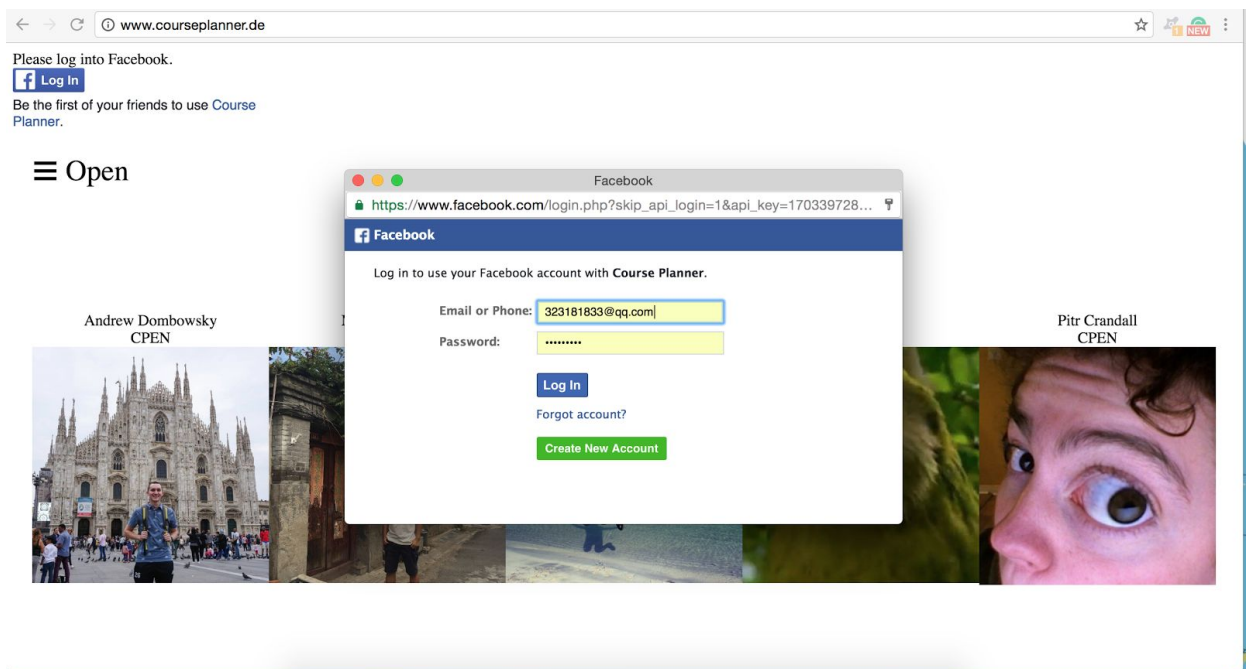 www.courseplanner.de
NEW
Please log into Facebook.
f Log In
Be the first of your friends to use Course
Planner.
Open
Facebook
https://www.facebook.com/login.php?skip_api_login=1&api_key=170339728...
Facebook
Log in to use your Facebook account with Course Planner.
Email or Phone: 323181833@qq.com
Password: •••••••••
Log In
Forgot account?
Create New Account
Andrew Dombowsky
CPEN
Pitr Crandall
CPEN